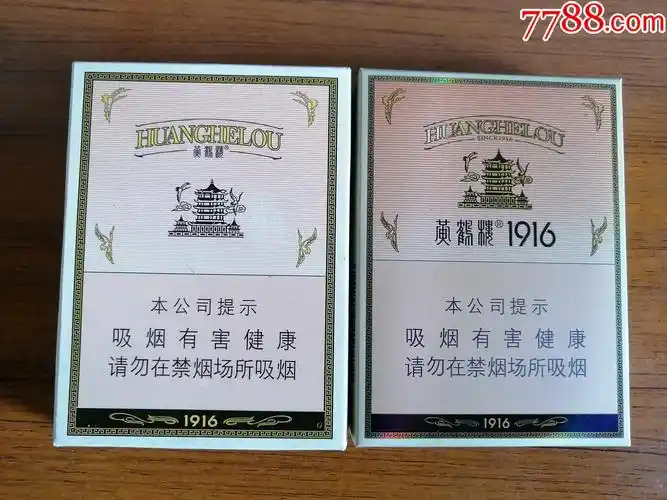 7788.com
HUANGHELOU
黄鹤楼®
本公司提示
吸烟有害健康
请勿在禁烟场所吸烟
1916
HUANGHELOU
SINCE 1916
黄鹤楼® 1916
本公司提示
吸烟有害健康
请勿在禁烟场所吸烟
1916